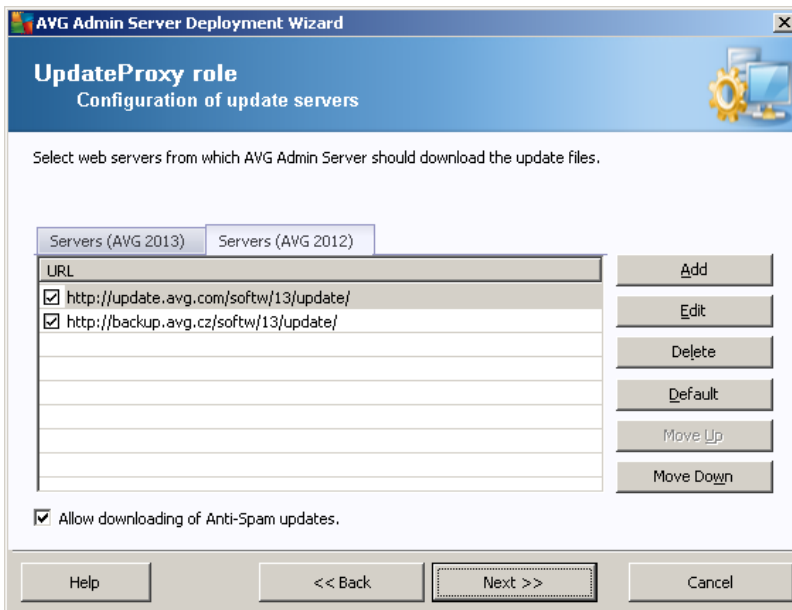 AVG Admin Server Deployment Wizard
UpdateProxy role
Configuration of update servers
Select web servers from which AVG Admin Server should download the update files.
Servers (AVG 2013) Servers (AVG 2012)
URL
http://update.avg.com/softw/13/update/
http://backup.avg.cz/softw/13/update/
Add
Edit
Delete
Default
Move Up
Move Down
Allow downloading of Anti-Spam updates.
Help << Back Next >> Cancel